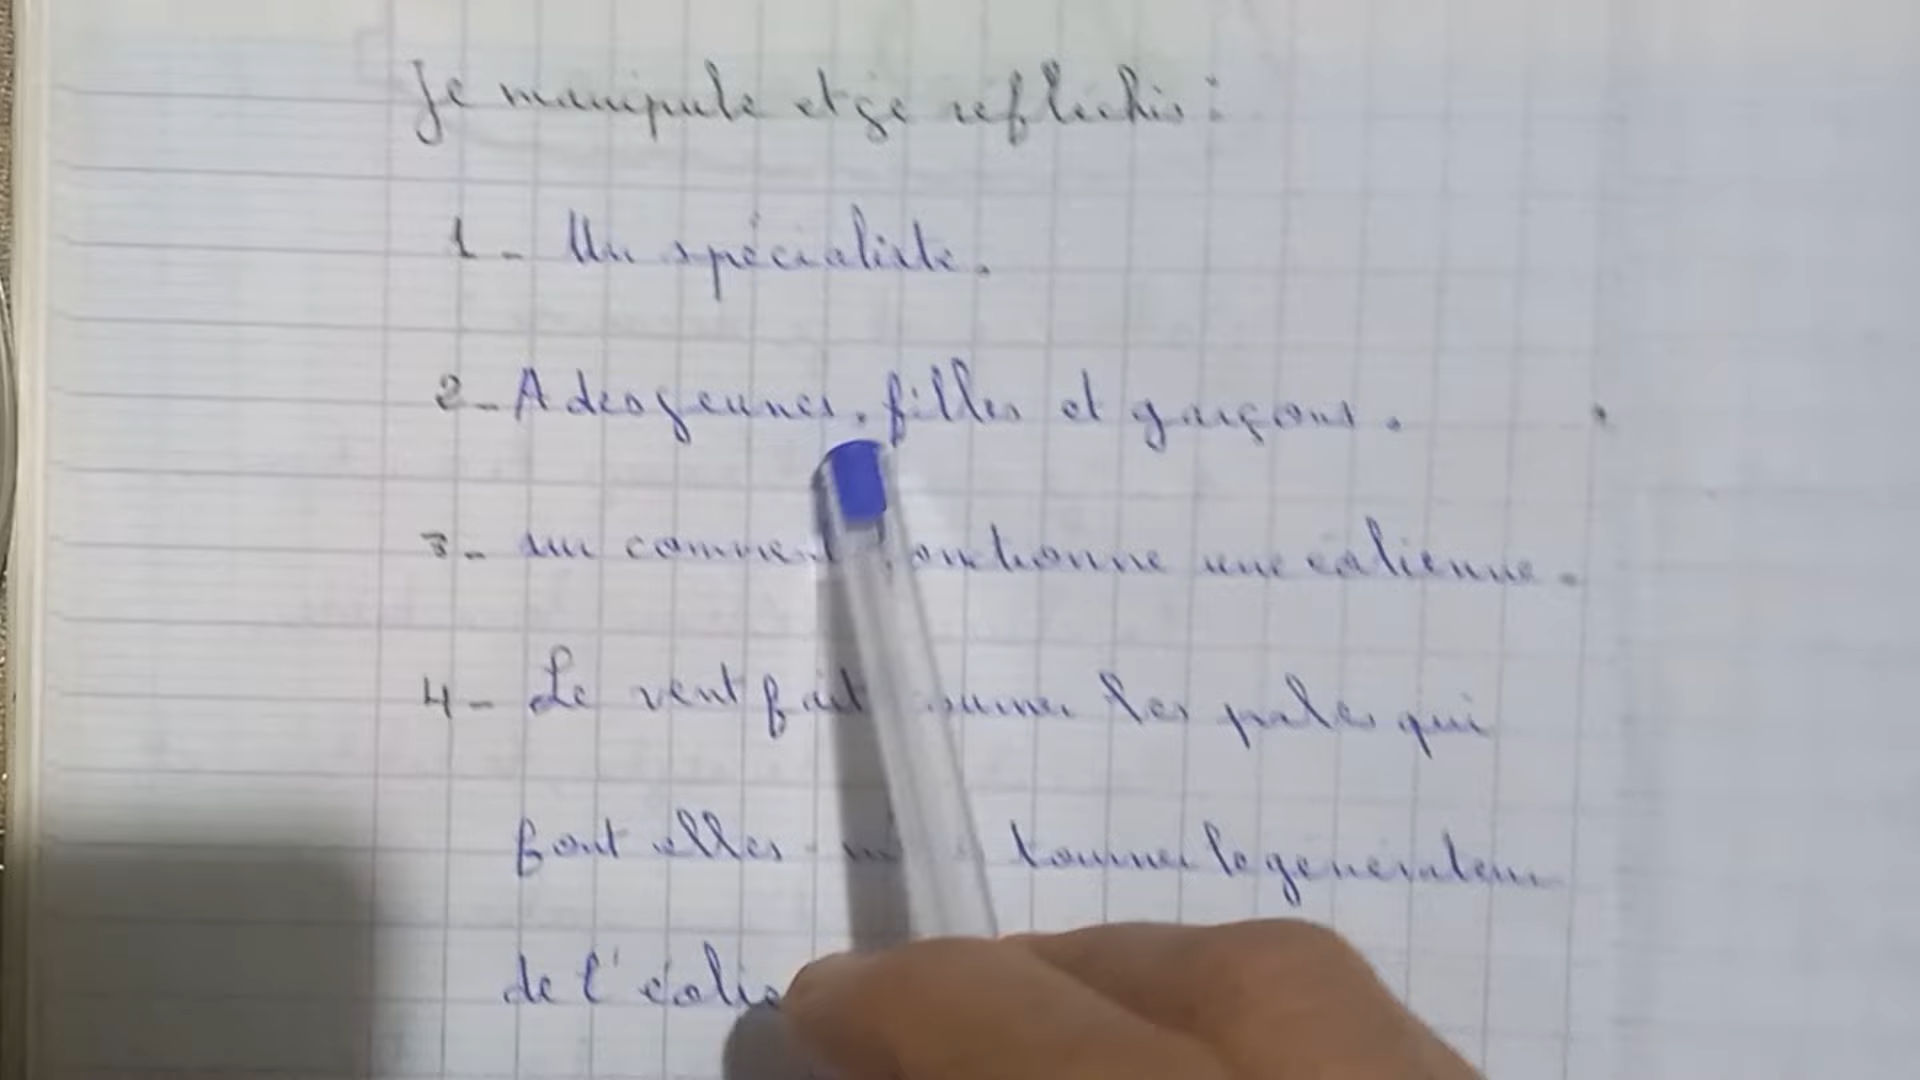 Je manipule et je réfléchis :
1 - Un spécialiste.
2 - A des jeunes, filles et garçons.
3 - sur comment fonctionne une éolienne.
4 - Le vent fait les pales qui
font elles tourner le générateur
de l'